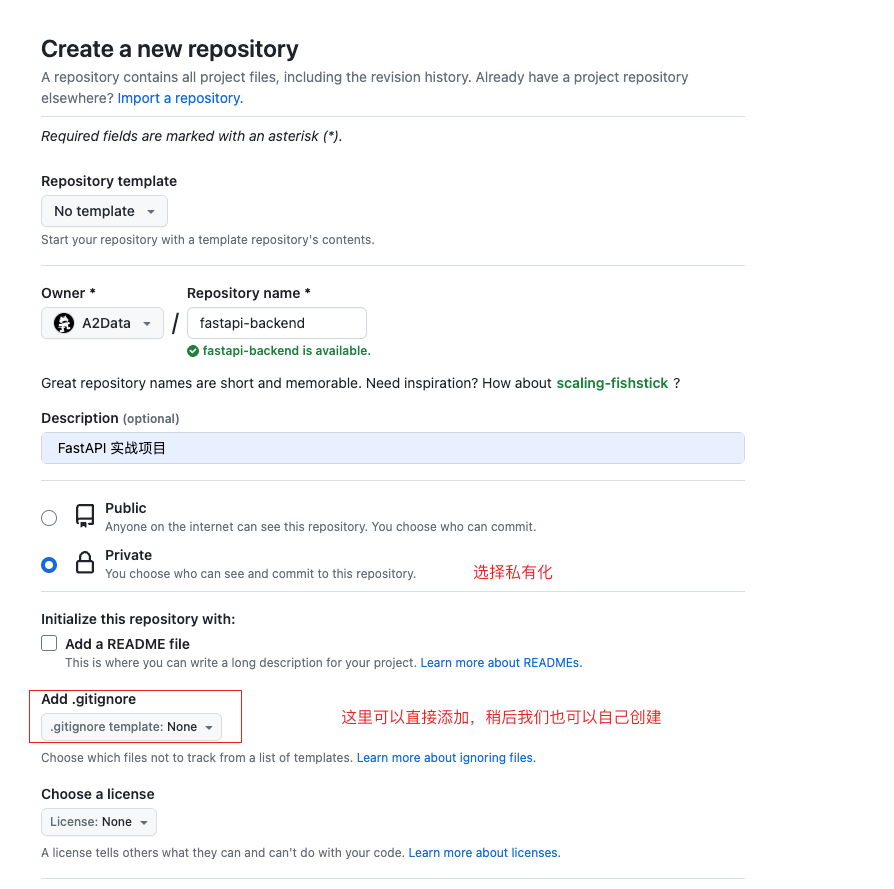 Create a new repository
A repository contains all project files, including the revision history. Already have a project repository
elsewhere? Import a repository.
Required fields are marked with an asterisk (*).
Repository template
No template
Start your repository with a template repository's contents.
Owner *
Repository name *
A2Data
/
fastapi-backend
fastapi-backend is available.
Great repository names are short and memorable. Need inspiration? How about scaling-fishstick ?
Description (optional)
FastAPI 实战项目
Public
Anyone on the internet can see this repository. You choose who can commit.
Private
You choose who can see and commit to this repository.
选择私有化
Initialize this repository with:
Add a README file
This is where you can write a long description for your project. Learn more about READMEs.
Add .gitignore
.gitignore template: None
这里可以直接添加，稍后我们也可以自己创建
Choose which files not to track from a list of templates. Learn more about ignoring files.
Choose a license
License: None
A license tells others what they can and can't do with your code. Learn more about licenses.